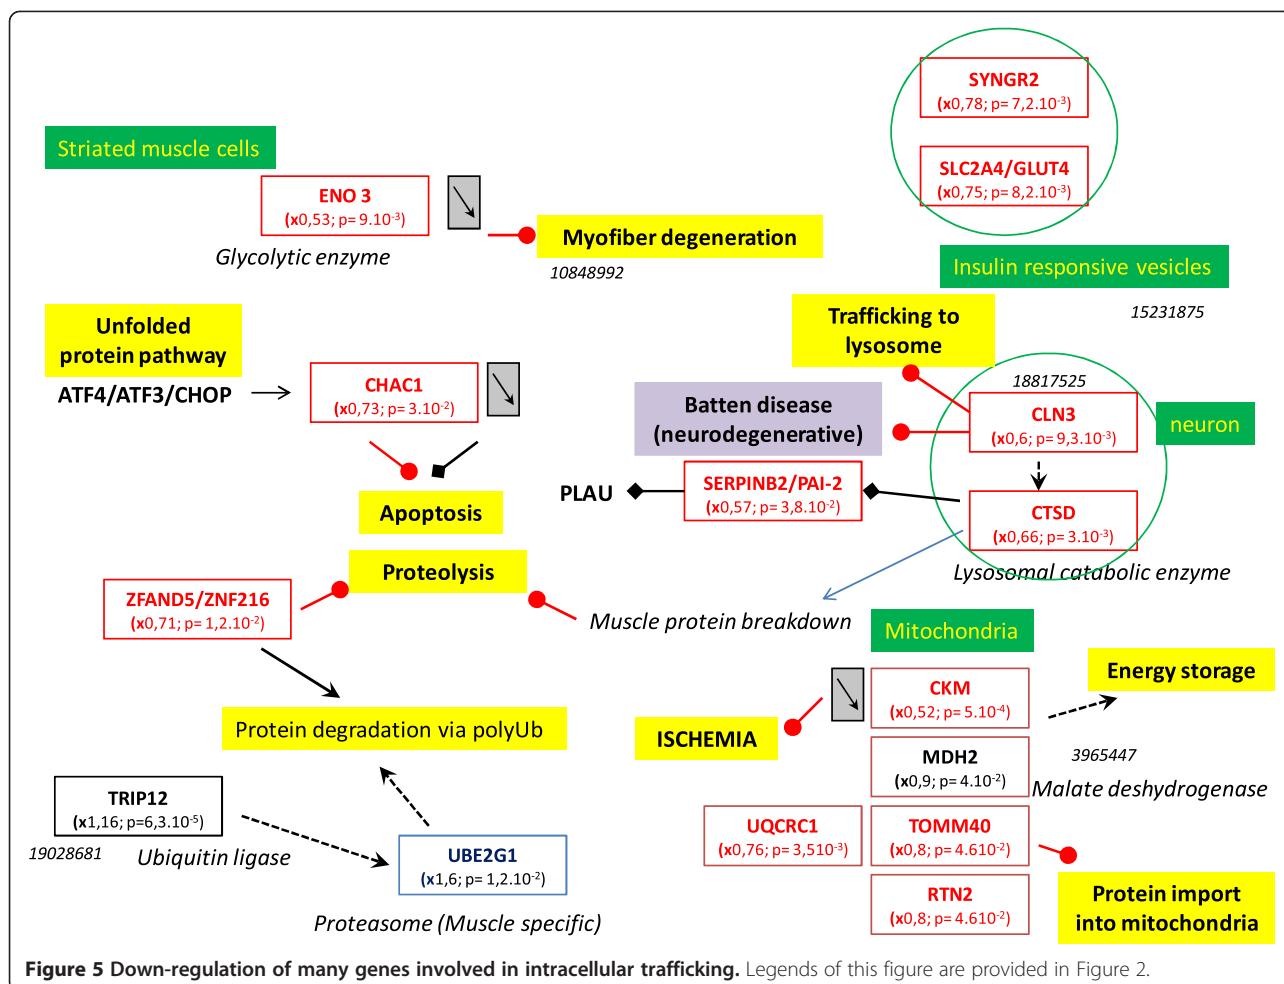 SYNGR2
(x0,78; p= 7,2.10-3)
Striated muscle cells
SLC2A4/GLUT4
(x0,75; p= 8,2.10-3)
ENO 3
(x0,53; p= 9.10-3)
Glycolytic enzyme
Myofiber degeneration
10848992
Insulin responsive vesicles
15231875
Unfolded
protein pathway
ATF4/ATF3/CHOP
CHAC1
(x0,73; p= 3.10-2)
Trafficking to
lysosome
18817525
Batten disease
(neurodegenerative)
CLN3
(x0,6; p= 9,3.10-3)
neuron
PLAU
SERPINB2/PAI-2
(x0,57; p= 3,8.10-2)
CTSD
(x0,66; p= 3.10-3)
Lysosomal catabolic enzyme
Apoptosis
Proteolysis
ZFAND5/ZNF216
(x0,71; p= 1,2.10-2)
Muscle protein breakdown
Mitochondria
Energy storage
CKM
(x0,52; p= 5.10-4)
Protein degradation via polyUb
ISCHEMIA
MDH2
(x0,9; p= 4.10-2)
3965447
Malate deshydrogenase
TRIP12
(x1,16; p=6,3.10-5)
19028681
Ubiquitin ligase
UBE2G1
(x1,6; p= 1,2.10-2)
Proteasome (Muscle specific)
UQCRC1
(x0,76; p= 3,510-3)
TOMM40
(x0,8; p= 4.610-2)
RTN2
(x0,8; p= 4.610-2)
Protein import
into mitochondria
Figure 5 Down-regulation of many genes involved in intracellular trafficking. Legends of this figure are provided in Figure 2.